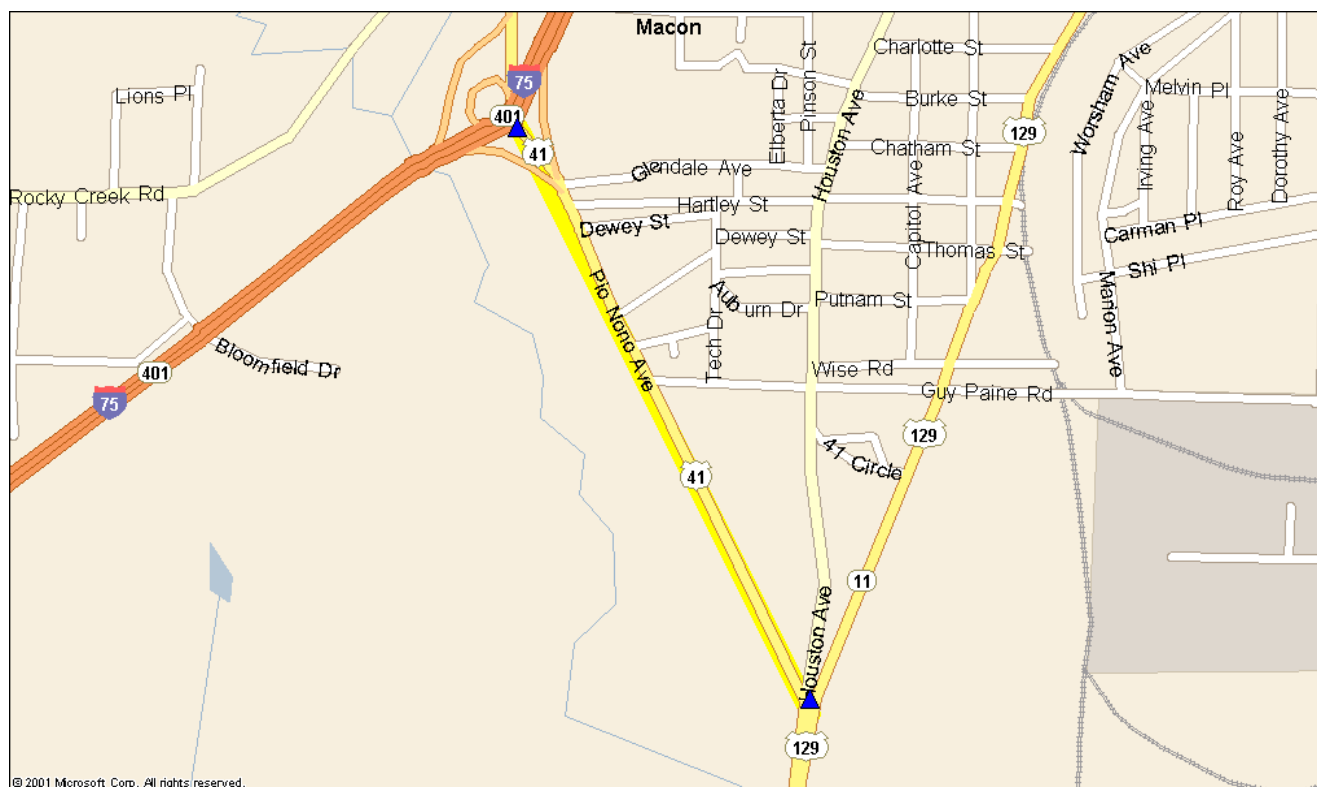 Macon
Charlotte St
75
Lions Pl
Elberta Dr
Pinson St
Houston Ave
Burke St
Worsham Ave
Melvin Pl
401
129
41
Chatham St
Irving Ave
Roy Ave
Dorothy Ave
Glendale Ave
Rocky Creek Rd
Hartley St
Capitol Ave
Dewey St
Dewey St
Thomas St
Carman Pl
Shi Pl
Pio Nono Ave
Auburn Dr
Putnam St
Marion Ave
Tech Dr
Bloomfield Dr
401
Wise Rd
75
Guy Paine Rd
129
41 Circle
41
11
Houston Ave
129
© 2001 Microsoft Corp. All rights reserved.